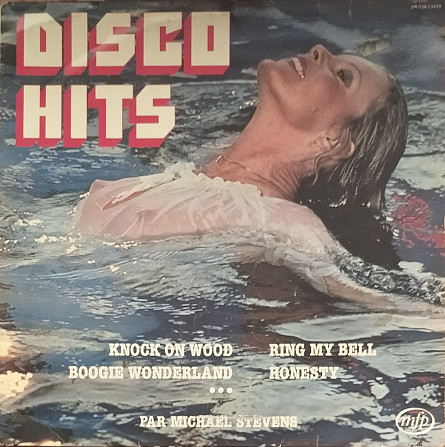 DISCO
HITS
KNOCK ON WOOD
RING MY BELL
BOOGIE WONDERLAND
HONESTY
•••
PAR MICHAEL STEVENS
mfp